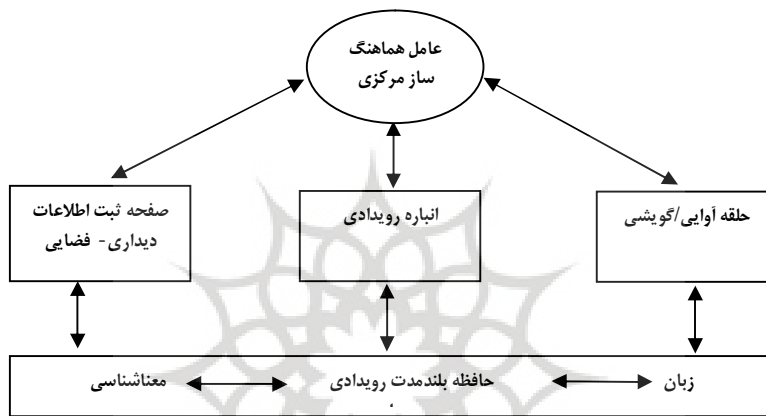 عامل هماهنگ
ساز مرکزی
حلقه آوایی/گویشی
انباره رویدادی
صفحه ثبت اطلاعات
دیداری- فضایی
زبان
حافظه بلندمدت رویدادی
معناشناسی